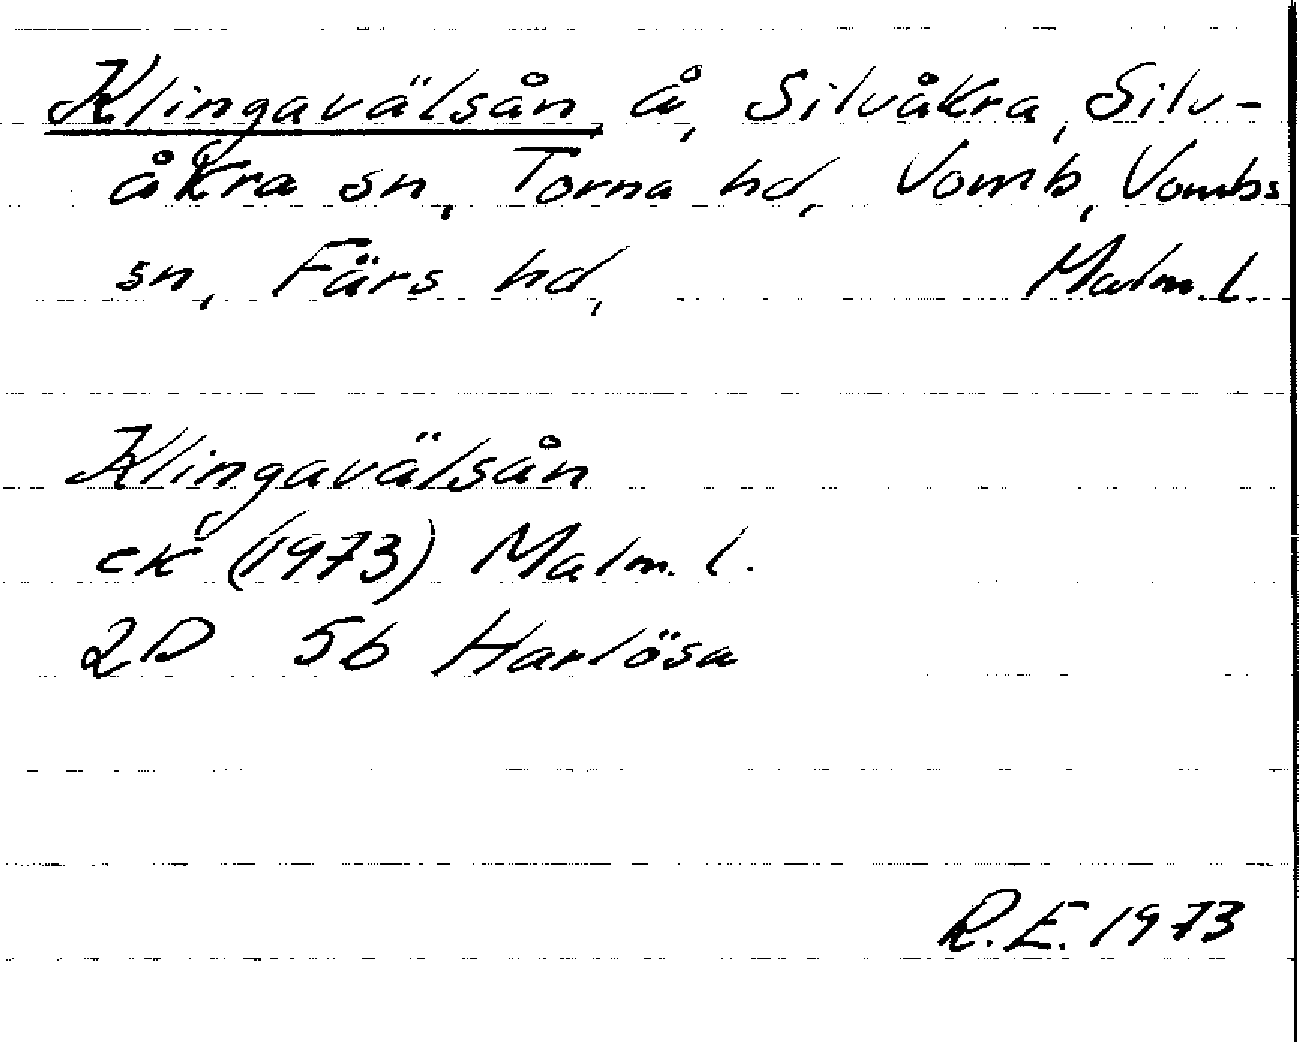 Klingavälsån, å, Silvåkra, Silv-
åkra sn, Torna hd, Vomb, Vombs
sn, Färs hd, Malm. l.
Klingavälsån
ek (1973) Malm. l.
2D 5b Harlösa
R.E. 1973